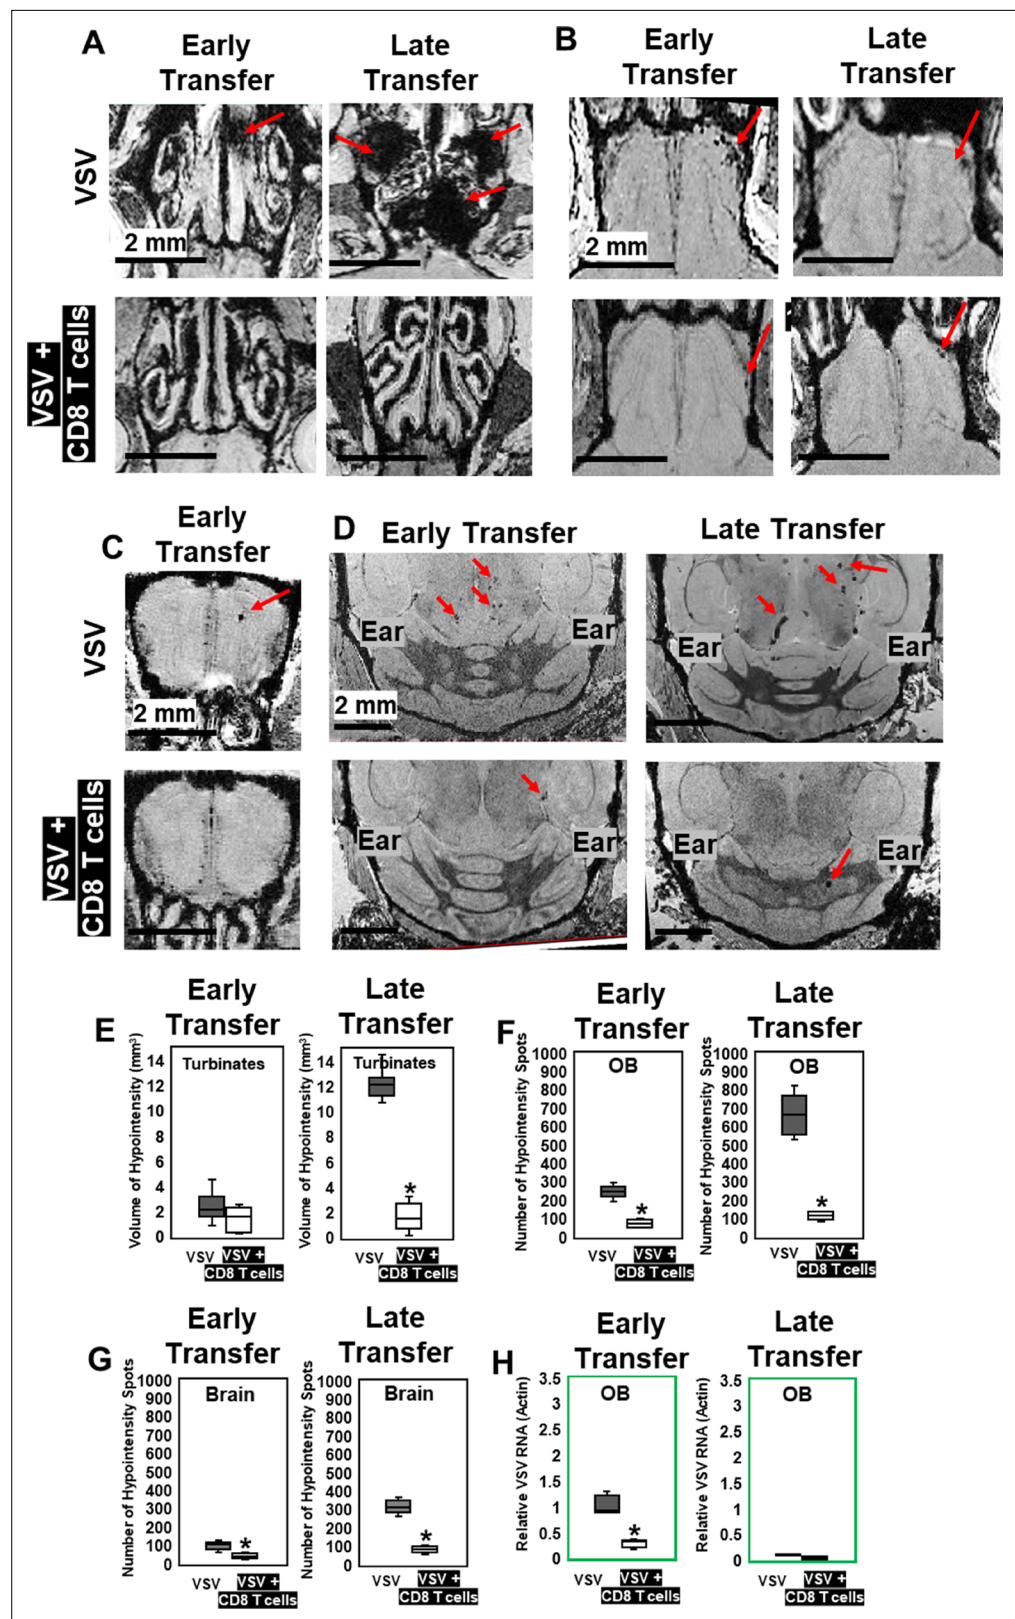 A
Early
Transfer
Late
Transfer
B
Early
Transfer
Late
Transfer
VSV
2 mm
2 mm
VSV +
CD8 T cells
C
Early
Transfer
D
Early Transfer
Late Transfer
VSV
2 mm
Ear
Ear
2 mm
Ear
Ear
VSV +
CD8 T cells
Ear
Ear
Ear
Ear
E
Early
Transfer
Late
Transfer
Volume of Hypointensity (mm³)
14
12
10
8
6
4
2
0
Turbinates
VSV
VSV +
CD8 T cells
Volume of Hypointensity (mm³)
14
12
10
8
6
4
2
0
Turbinates
*
VSV
VSV +
CD8 T cells
F
Early
Transfer
Late
Transfer
Number of Hypointensity Spots
1000
900
800
700
600
500
400
300
200
100
0
OB
*
VSV
VSV +
CD8 T cells
Number of Hypointensity Spots
1000
900
800
700
600
500
400
300
200
100
0
OB
*
VSV
VSV +
CD8 T cells
G
Early
Transfer
Late
Transfer
Number of Hypointensity Spots
1000
900
800
700
600
500
400
300
200
100
0
Brain
*
VSV
VSV +
CD8 T cells
Number of Hypointensity Spots
1000
900
800
700
600
500
400
300
200
100
0
Brain
*
VSV
VSV +
CD8 T cells
H
Early
Transfer
Late
Transfer
Relative VSV RNA (Actin)
3.5
3
2.5
2
1.5
1
0.5
0
OB
*
VSV
VSV +
CD8 T cells
Relative VSV RNA (Actin)
3.5
3
2.5
2
1.5
1
0.5
0
OB
VSV
VSV +
CD8 T cells